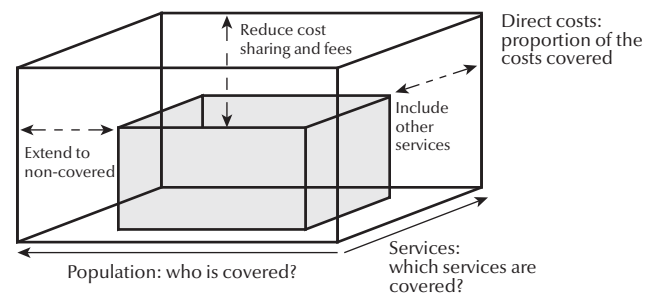 Reduce cost
sharing and fees
Direct costs:
proportion of the
costs covered
Include
other
services
Extend to
non-covered
Services:
which services are
covered?
Population: who is covered?